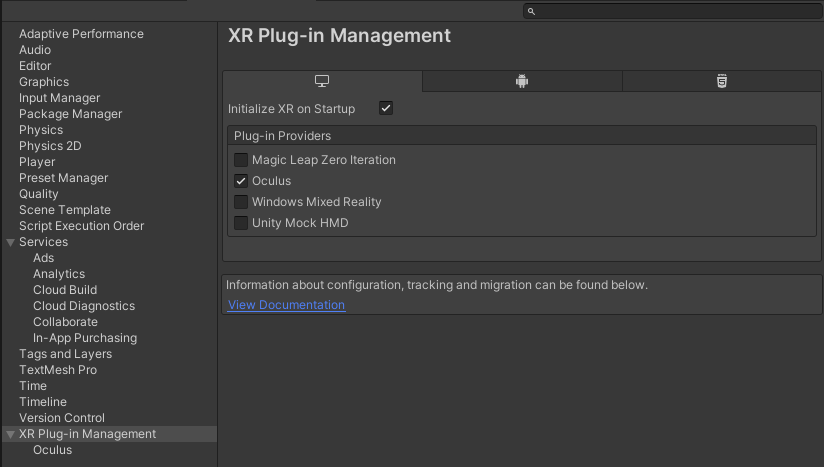 Adaptive Performance
Audio
Editor
Graphics
Input Manager
Package Manager
Physics
Physics 2D
Player
Preset Manager
Quality
Scene Template
Script Execution Order
Services
Ads
Analytics
Cloud Build
Cloud Diagnostics
Collaborate
In-App Purchasing
Tags and Layers
TextMesh Pro
Time
Timeline
Version Control
XR Plug-in Management
Oculus
XR Plug-in Management
Initialize XR on Startup
Plug-in Providers
Magic Leap Zero Iteration
Oculus
Windows Mixed Reality
Unity Mock HMD
Information about configuration, tracking and migration can be found below.
View Documentation